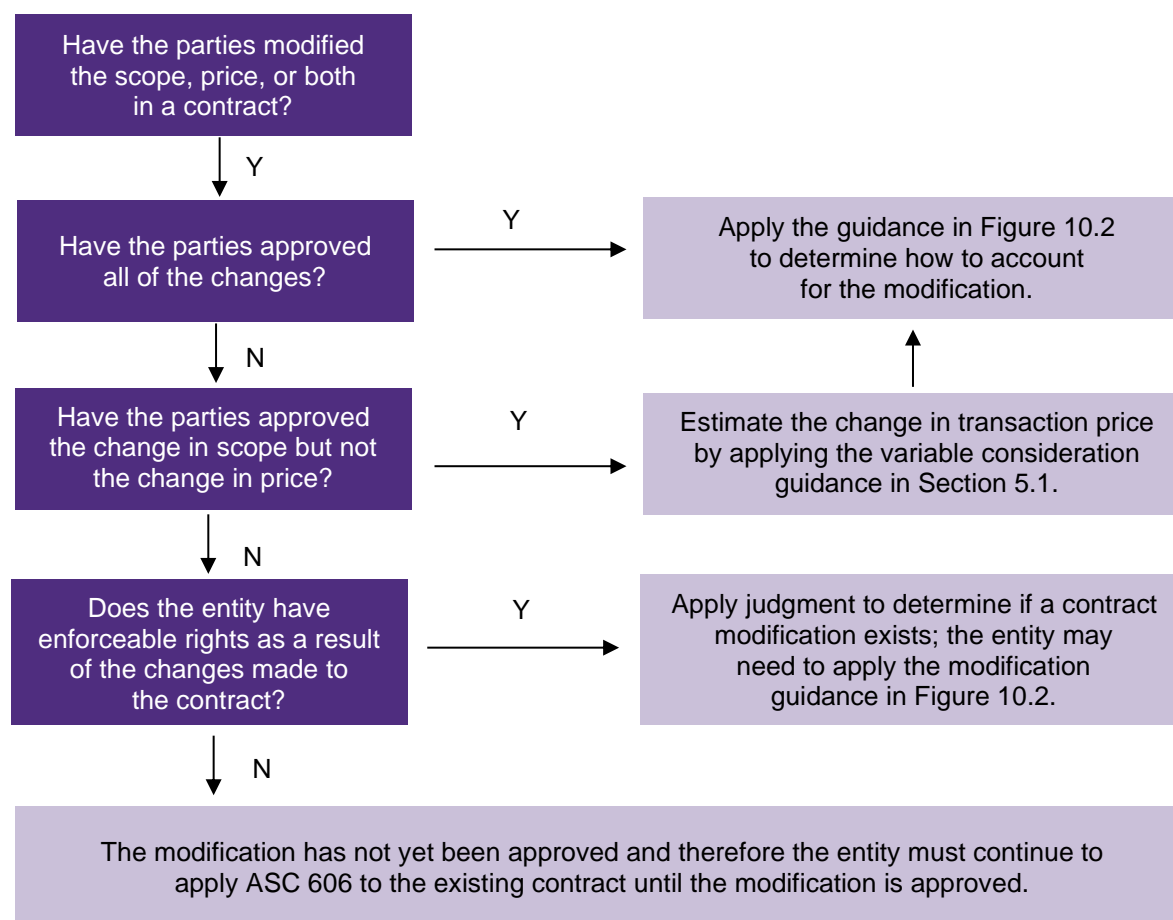 Have the parties modified
the scope, price, or both
in a contract?
Y
Have the parties approved
all of the changes?
Y
Apply the guidance in Figure 10.2
to determine how to account
for the modification.
N
Have the parties approved
the change in scope but not
the change in price?
Y
Estimate the change in transaction price
by applying the variable consideration
guidance in Section 5.1.
N
Does the entity have
enforceable rights as a result
of the changes made to
the contract?
Y
Apply judgment to determine if a contract
modification exists; the entity may
need to apply the modification
guidance in Figure 10.2.
N
The modification has not yet been approved and therefore the entity must continue to
apply ASC 606 to the existing contract until the modification is approved.